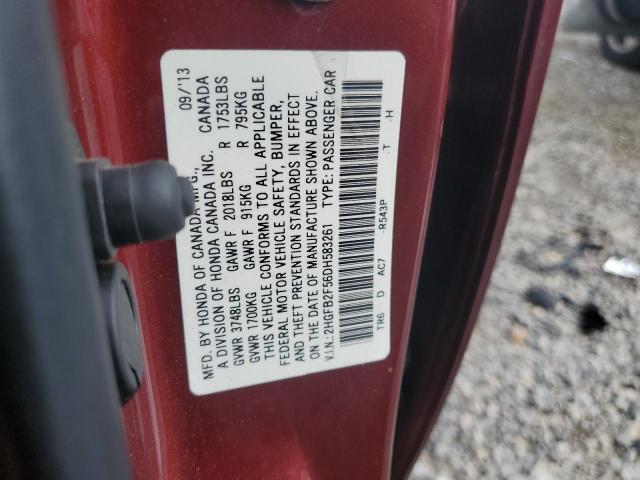 MFD. BY HONDA OF CANADA MFG., 09/'13
A DIVISION OF HONDA CANADA INC. CANADA
GVWR 3748LBS GAWR F 2018LBS R 1753LBS
GVWR 1700KG GAWR F 915KG R 795KG
THIS VEHICLE CONFORMS TO ALL APPLICABLE
FEDERAL MOTOR VEHICLE SAFETY, BUMPER,
AND THEFT PREVENTION STANDARDS IN EFFECT
ON THE DATE OF MANUFACTURE SHOWN ABOVE.
V.I.N.: 2HGFB2F56DH583261 TYPE: PASSENGER CAR
TR6 D AC7 -R543P -T -H